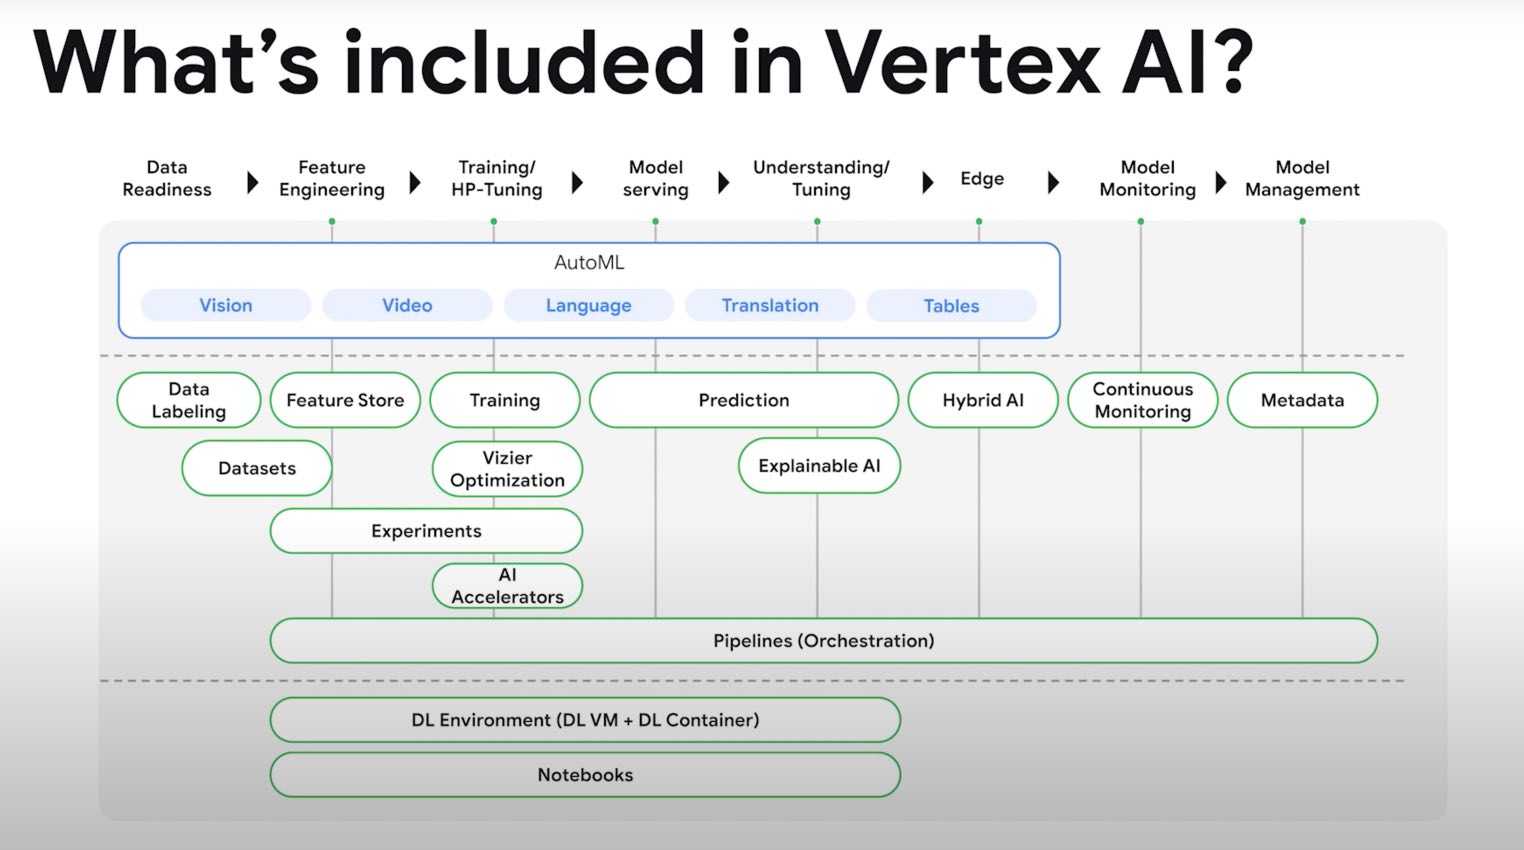 What's included in Vertex AI?
Data
Readiness
Feature
Engineering
Training/
HP-Tuning
Model
serving
Understanding/
Tuning
Edge
Model
Monitoring
Model
Management
AutoML
Vision
Video
Language
Translation
Tables
Data
Labeling
Feature Store
Training
Prediction
Hybrid AI
Continuous
Monitoring
Metadata
Datasets
Vizier
Optimization
Explainable AI
Experiments
AI
Accelerators
Pipelines (Orchestration)
DL Environment (DL VM + DL Container)
Notebooks